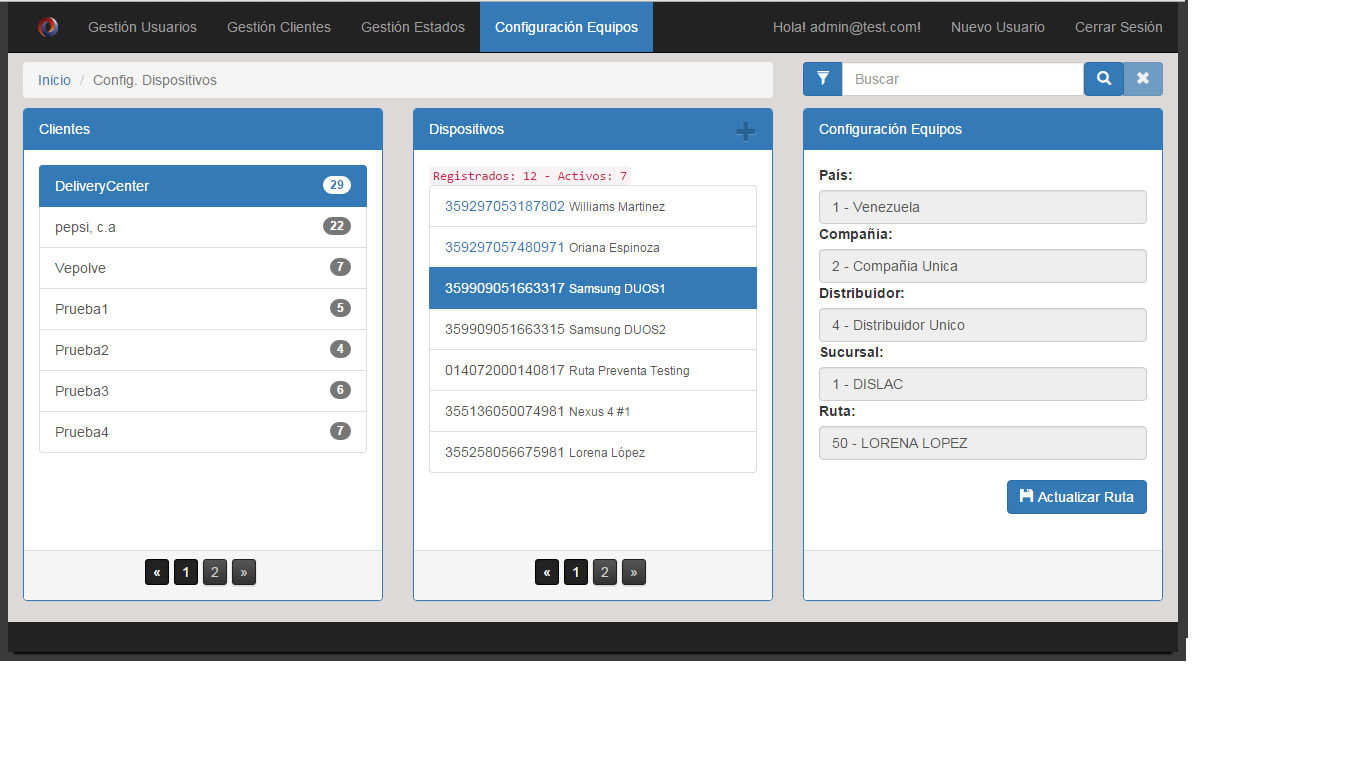 Gestión Usuarios Gestión Clientes Gestión Estados Configuración Equipos Hola! admin@test.com! Nuevo Usuario Cerrar Sesión
Inicio / Config. Dispositivos
Buscar
Clientes
DeliveryCenter 29
pepsi, c.a 22
Vepolve 7
Prueba1 5
Prueba2 4
Prueba3 6
Prueba4 7
« 1 2 »
Dispositivos
Registrados: 12 - Activos: 7
359297053187802 Williams Martinez
359297057480971 Oriana Espinoza
359909051663317 Samsung DUOS1
359909051663315 Samsung DUOS2
014072000140817 Ruta Preventa Testing
355136050074981 Nexus 4 #1
355258056675981 Lorena López
« 1 2 »
Configuración Equipos
País:
1 - Venezuela
Compañia:
2 - Compañia Unica
Distribuidor:
4 - Distribuidor Unico
Sucursal:
1 - DISLAC
Ruta:
50 - LORENA LOPEZ
Actualizar Ruta